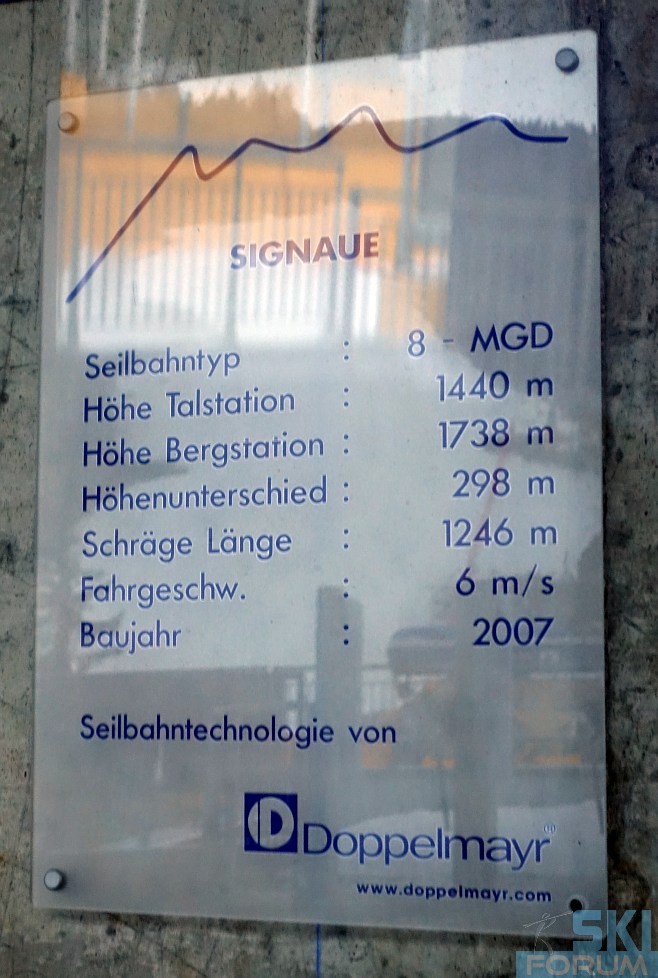 SIGNAUE
Seilbahntyp : 8 - MGD
Höhe Talstation : 1440 m
Höhe Bergstation : 1738 m
Höhenunterschied : 298 m
Schräge Länge : 1246 m
Fahrgeschw. : 6 m/s
Baujahr : 2007
Seilbahntechnologie von
Doppelmayr
www.doppelmayr.com
SKI
FORUM